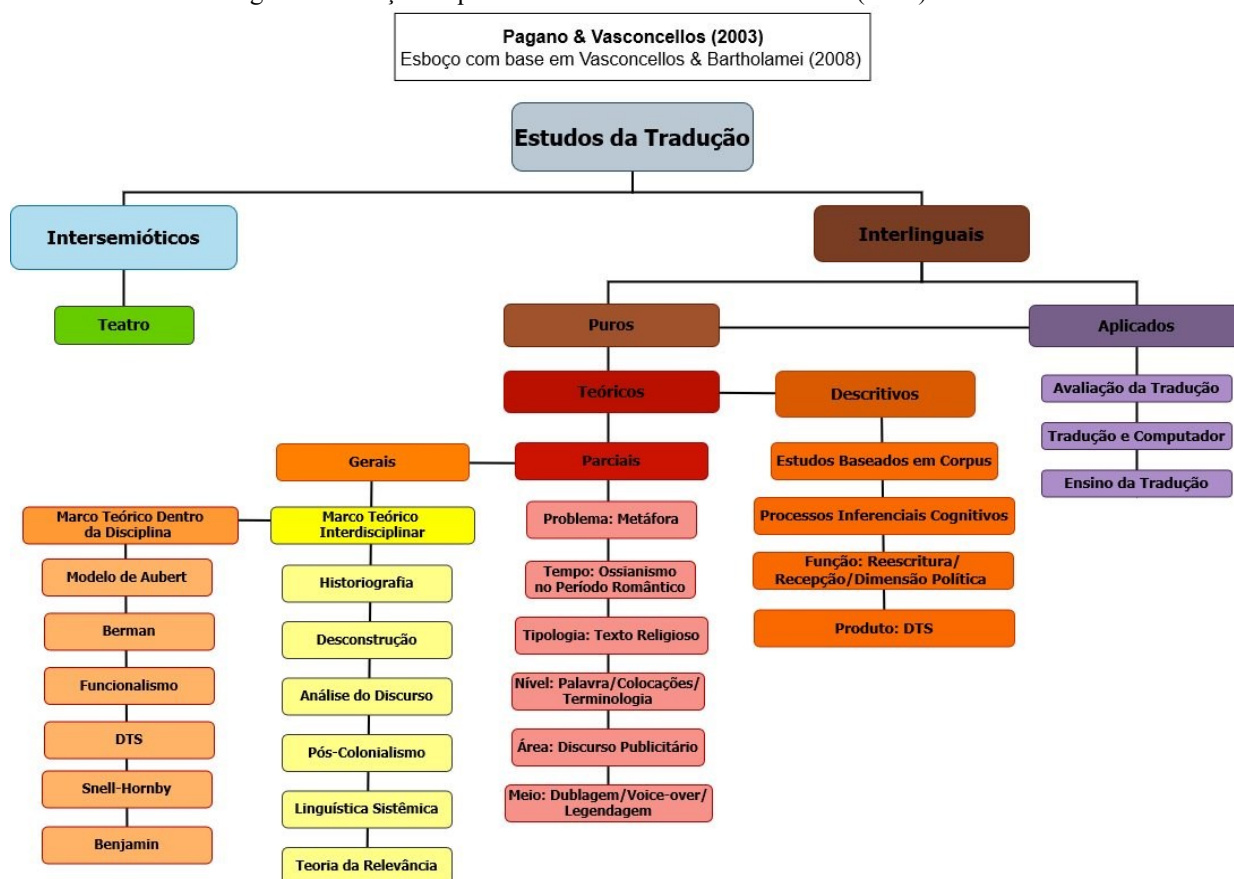 Pagano & Vasconcellos (2003)
Esboço com base em Vasconcellos & Bartholamei (2008)
Estudos da Tradução
Intersemióticos
Interlinguais
Teatro
Puros
Aplicados
Teóricos
Descritivos
Avaliação da Tradução
Tradução e Computador
Ensino da Tradução
Gerais
Parciais
Estudos Baseados em Corpus
Processos Inferenciais Cognitivos
Função: Reescritura/
Recepção/Dimensão Política
Produto: DTS
Marco Teórico Dentro
da Disciplina
Marco Teórico
Interdisciplinar
Problema: Metáfora
Tempo: Ossianismo
no Período Romântico
Tipologia: Texto Religioso
Nível: Palavra/Colocações/
Terminologia
Área: Discurso Publicitário
Meio: Dublagem/Voice-over/
Legendagem
Modelo de Aubert
Berman
Funcionalismo
DTS
Snell-Hornby
Benjamin
Historiografia
Desconstrução
Análise do Discurso
Pós-Colonialismo
Linguística Sistêmica
Teoria da Relevância